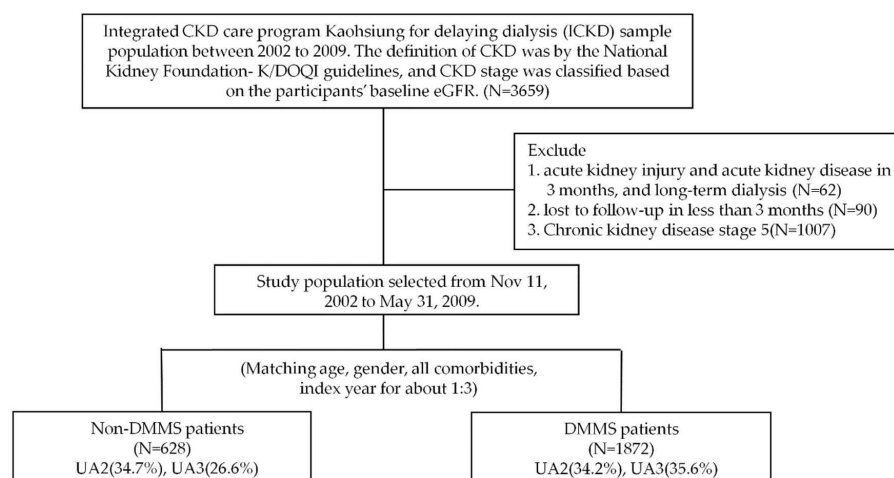 Integrated CKD care program Kaohsiung for delaying dialysis (ICKD) sample
population between 2002 to 2009. The definition of CKD was by the National
Kidney Foundation- K/DOQI guidelines, and CKD stage was classified based
on the participants' baseline eGFR. (N=3659)
Exclude
1. acute kidney injury and acute kidney disease in
3 months, and long-term dialysis (N=62)
2. lost to follow-up in less than 3 months (N=90)
3. Chronic kidney disease stage 5(N=1007)
Study population selected from Nov 11,
2002 to May 31, 2009.
(Matching age, gender, all comorbidities,
index year for about 1:3)
Non-DMMS patients
(N=628)
UA2(34.7%), UA3(26.6%)
DMMS patients
(N=1872)
UA2(34.2%), UA3(35.6%)